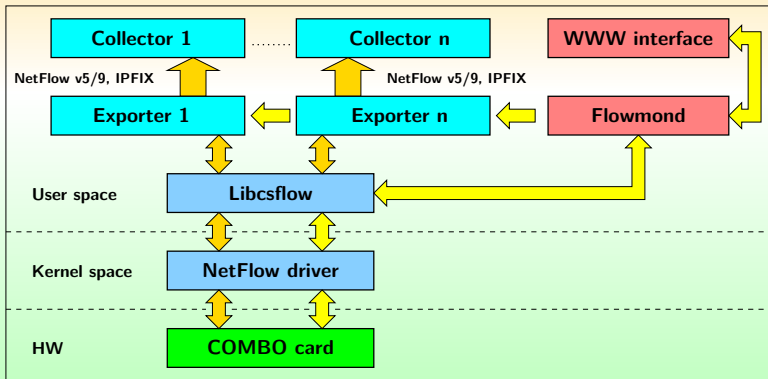 Collector 1
........
Collector n
WWW interface
NetFlow v5/9, IPFIX
NetFlow v5/9, IPFIX
Exporter 1
Exporter n
Flowmond
User space
Libcsflow
Kernel space
NetFlow driver
HW
COMBO card